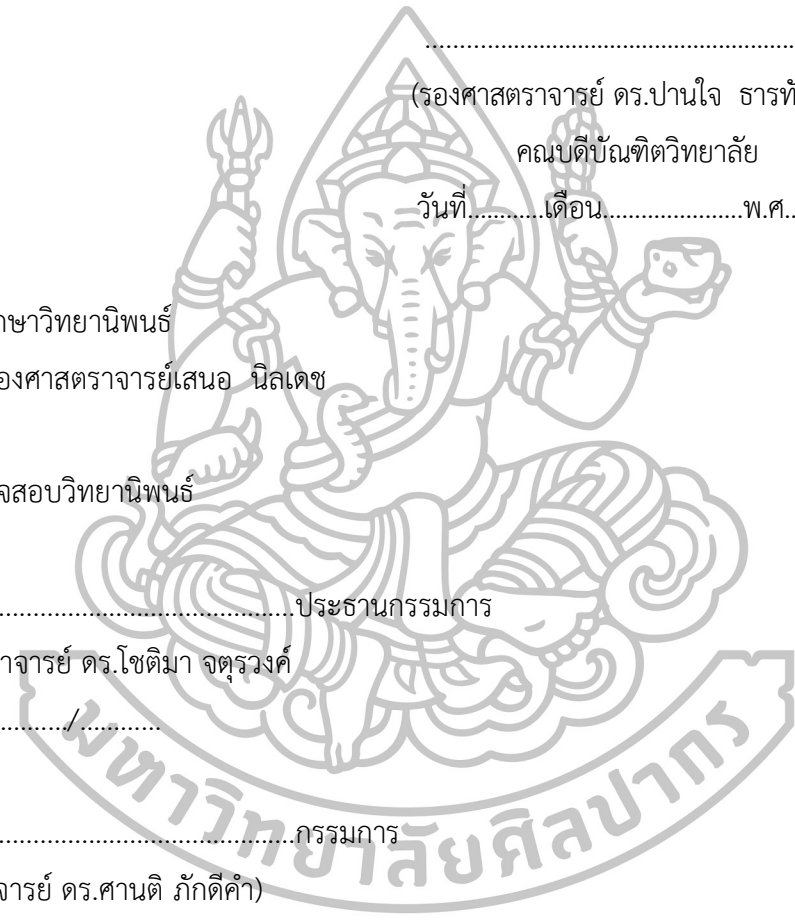 ........................................................
(รองศาสตราจารย์ ดร.ปานใจ ธารทั
คณบดีบัณฑิตวิทยาลัย
วันที่...........เดือน.....................พ.ศ..
วิทยานิพนธ์
องศาสตราจารย์เสนอ นิลเดช
จสอบวิทยานิพนธ์
............................................ประธานกรรมการ
าจารย์ ดร.โชติมา จตุรวงค์
.........../............
............................................กรรมการ
จารย์ ดร.ศานติ ภักดีคำ)
มหาวิทยาลัยศิลปากร